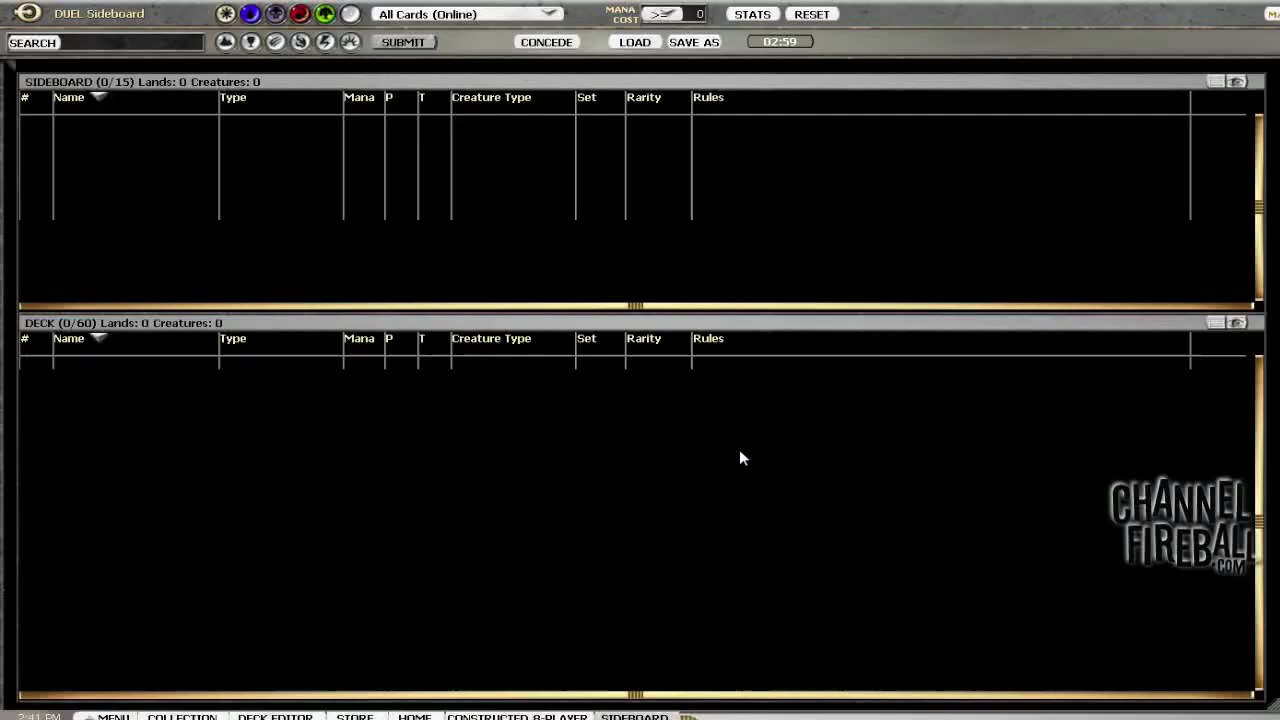 DUEL Sideboard All Cards (Online) MANA COST >= 0 STATS RESET
SEARCH SUBMIT CONCEDE LOAD SAVE AS 02:59
SIDEBOARD (0/15) Lands: 0 Creatures: 0
# Name Type Mana P T Creature Type Set Rarity Rules
DECK (0/60) Lands: 0 Creatures: 0
# Name Type Mana P T Creature Type Set Rarity Rules
CHANNEL
FIREBALL
.COM
2:41 PM MENU COLLECTION DECK EDITOR STORE HOME CONSTRUCTED 8-PLAYER SIDEBOARD